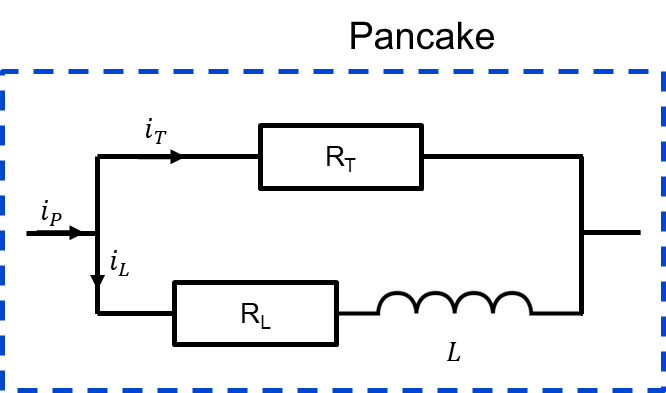 Pancake
i_T
R_T
i_P
i_L
R_L
L